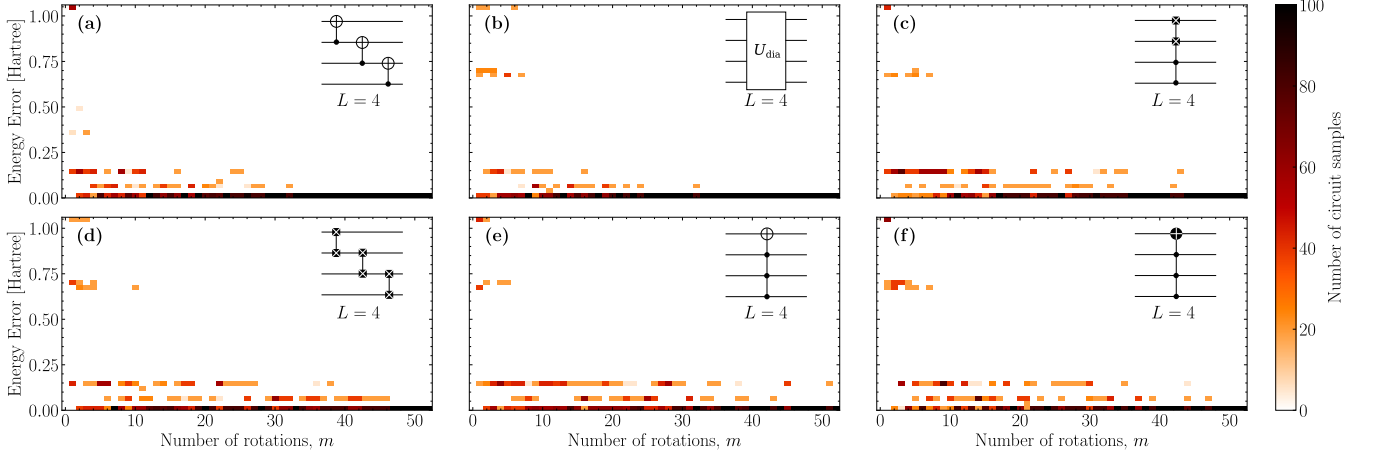 1.00
0.75
0.50
0.25
0.00
Energy Error [Hartree]
(a)
L = 4
(b)
U_dia
L = 4
(c)
L = 4
100
80
60
40
20
0
Number of circuit samples
1.00
0.75
0.50
0.25
0.00
Energy Error [Hartree]
(d)
L = 4
(e)
L = 4
(f)
L = 4
0 10 20 30 40 50
0 10 20 30 40 50
0 10 20 30 40 50
Number of rotations, m
Number of rotations, m
Number of rotations, m